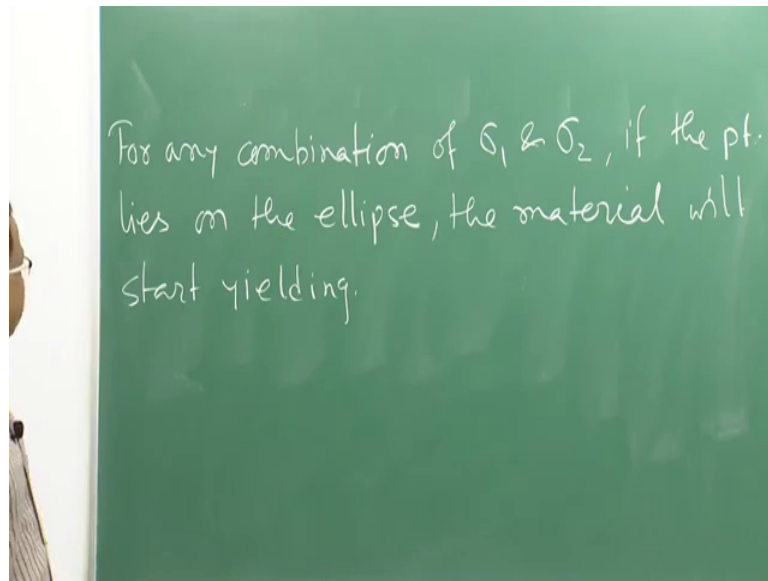 For any combination of σ₁ & σ₂, if the pt.
lies on the ellipse, the material will
start yielding.